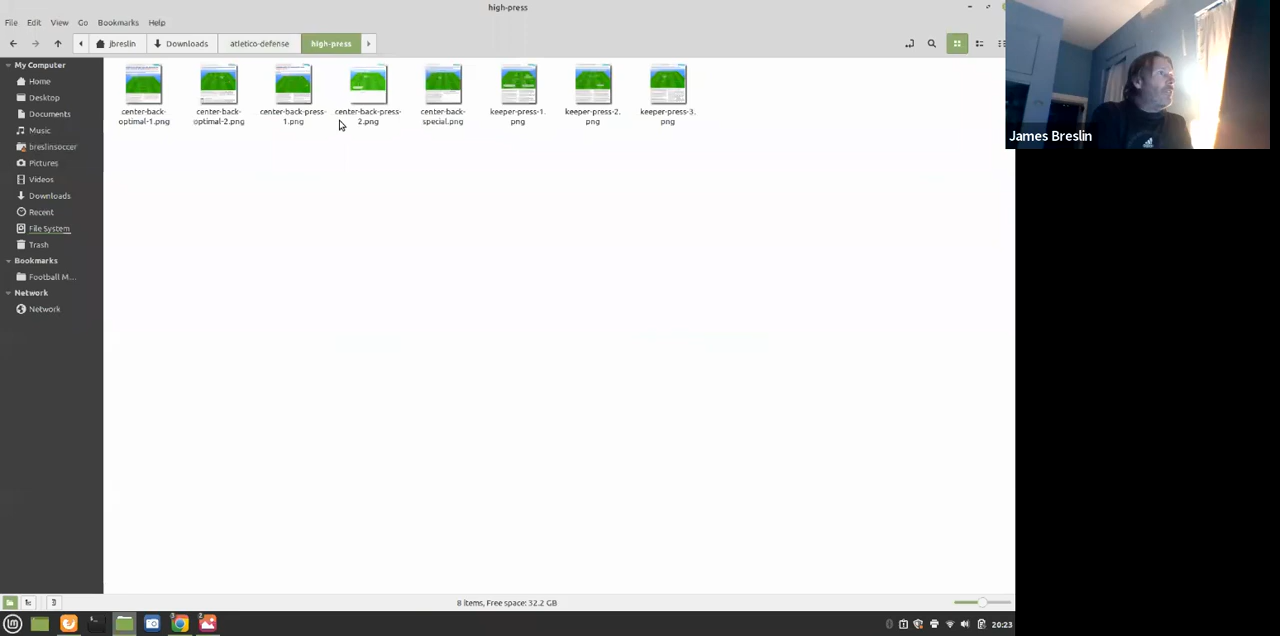 high-press
File Edit View Go Bookmarks Help
jbreslin Downloads atletico-defense high-press
My Computer
Home
Desktop
Documents
Music
breslinsoccer
Pictures
Videos
Downloads
Recent
File System
Trash
Bookmarks
Football M...
Network
Network
center-back-optimal-1.png
center-back-optimal-2.png
center-back-press-1.png
center-back-press-2.png
center-back-special.png
keeper-press-1.png
keeper-press-2.png
keeper-press-3.png
James Breslin
8 items, Free space: 32.2 GB
20:23